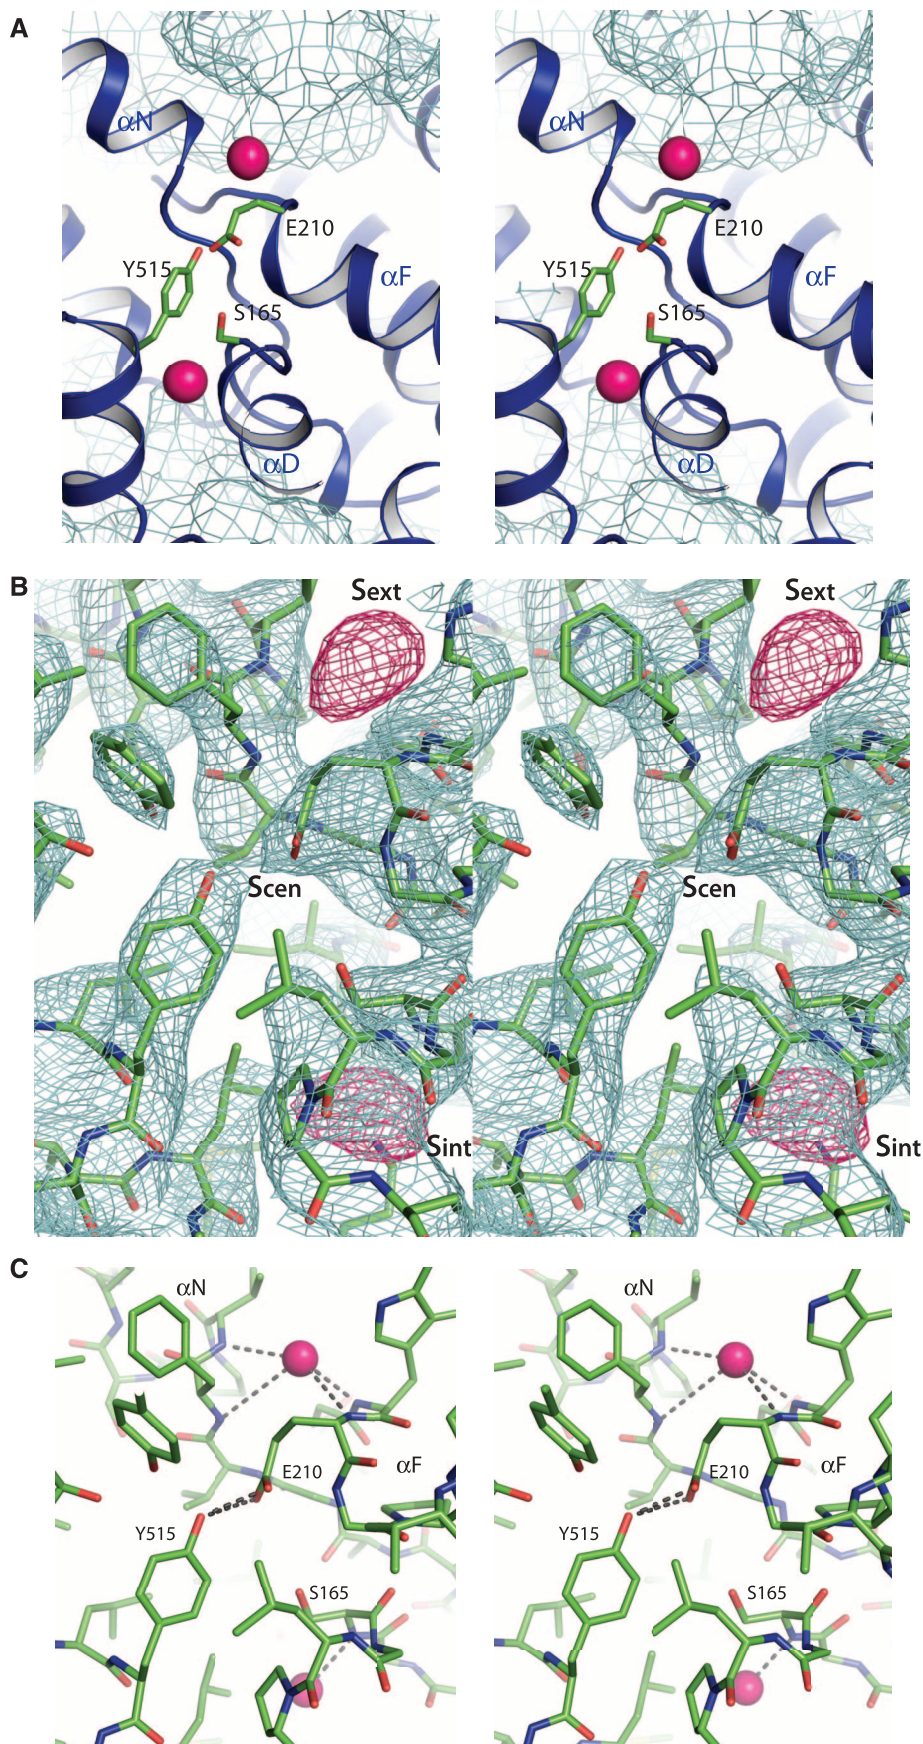 A
αN αN
E210 E210
Y515 αF Y515 αF
S165 S165
αD αD
B
Sext Sext
Scen Scen
Sint Sint
C
αN αN
E210 αF E210 αF
Y515 Y515
S165 S165